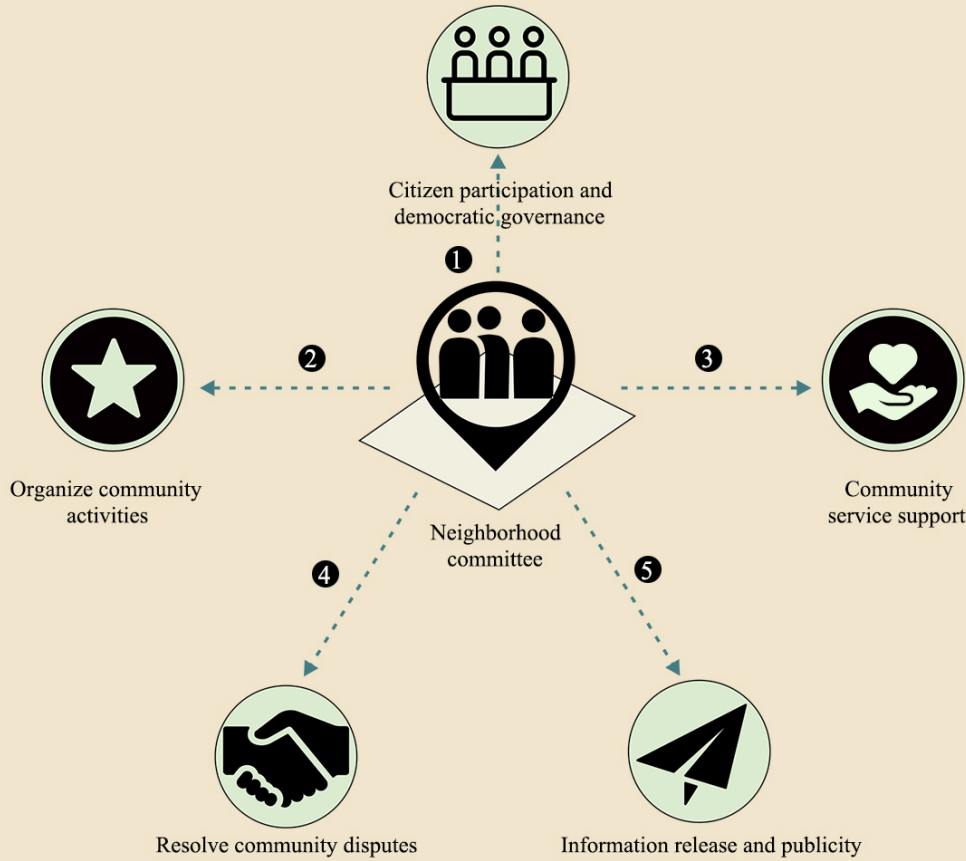 Citizen participation and
democratic governance
1
2
3
Organize community
activities
Neighborhood
committee
Community
service support
4
5
Resolve community disputes
Information release and publicity